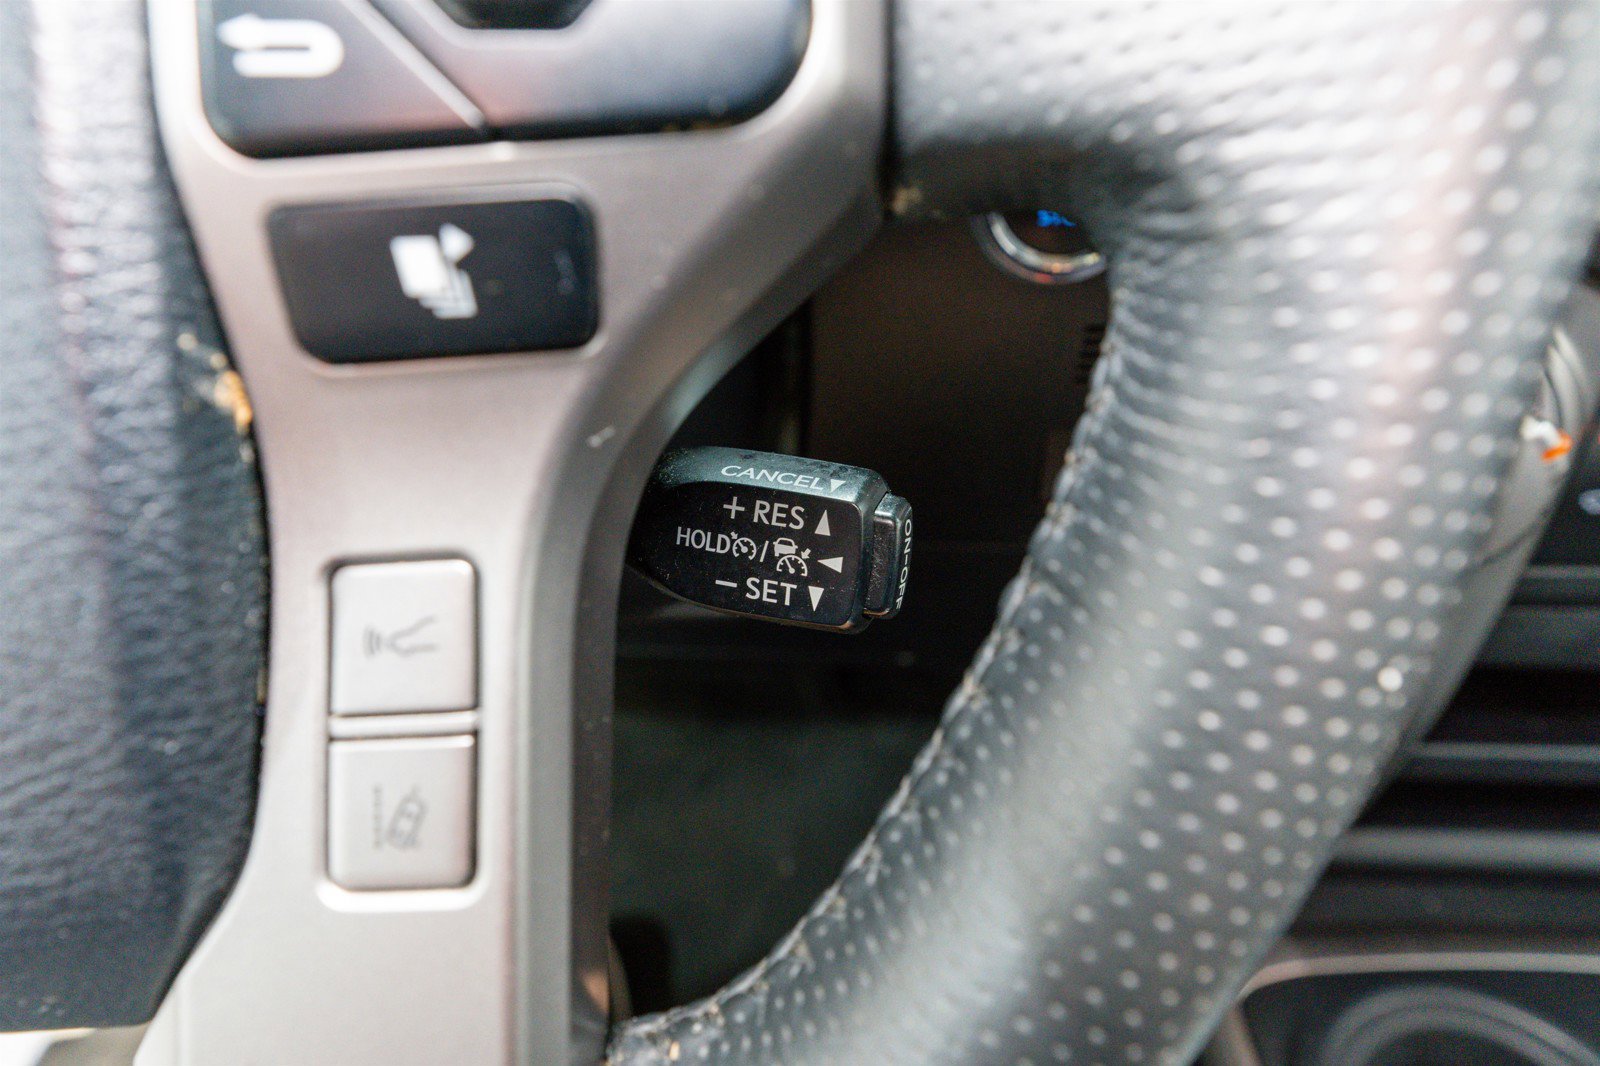 CANCEL▼
+ RES ▲
HOLD / ◀
− SET ▼
ON-OFF